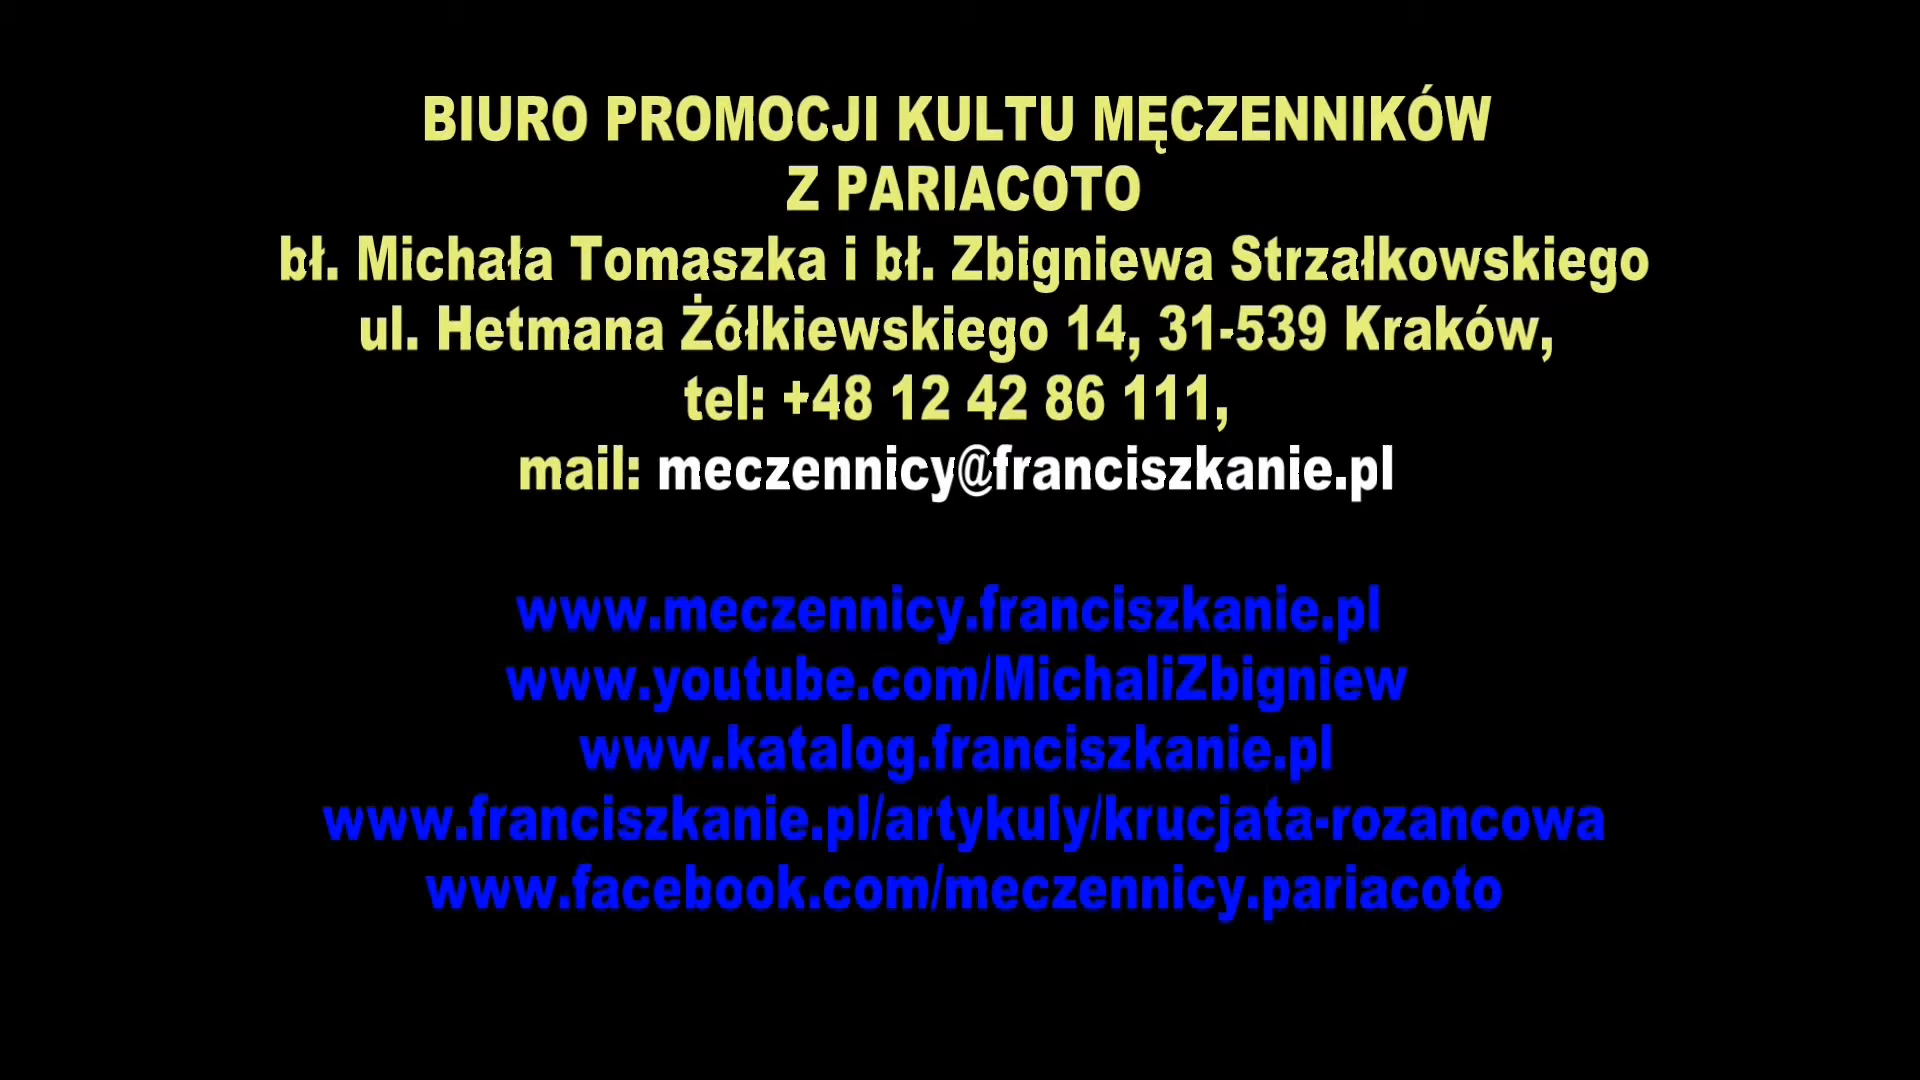 BIURO PROMOCJI KULTU MĘCZENNIKÓW
Z PARIACOTO
bł. Michała Tomaszka i bł. Zbigniewa Strzałkowskiego
ul. Hetmana Żółkiewskiego 14, 31-539 Kraków,
tel: +48 12 42 86 111,
mail: meczennicy@franciszkanie.pl
www.meczennicy.franciszkanie.pl
www.youtube.com/MichaliZbigniew
www.katalog.franciszkanie.pl
www.franciszkanie.pl/artykuly/krucjata-rozancowa
www.facebook.com/meczennicy.pariacoto